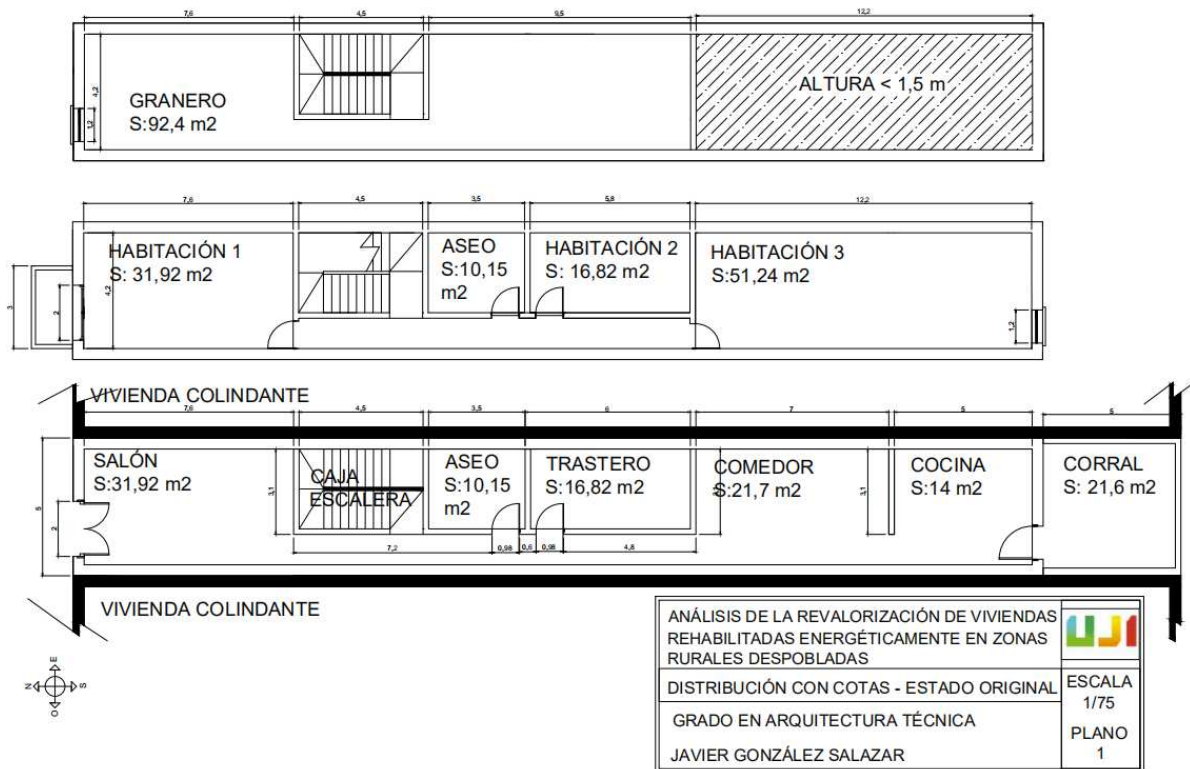 7,6 4,5 9,5 12,2
GRANERO
S:92,4 m2
4,2
1,2
ALTURA < 1,5 m
7,6 4,5 3,5 5,8 12,2
HABITACIÓN 1
S: 31,92 m2
ASEO
S:10,15
m2
HABITACIÓN 2
S: 16,82 m2
HABITACIÓN 3
S:51,24 m2
3
2
4,2
1,2
VIVIENDA COLINDANTE
7,6 4,5 3,5 6 7 5 5
SALÓN
S:31,92 m2
CAJA
ESCALERA
ASEO
S:10,15
m2
TRASTERO
S:16,82 m2
COMEDOR
S:21,7 m2
COCINA
S:14 m2
CORRAL
S: 21,6 m2
5
2
3,1
3,1
7,2 0,98 0,6 0,98 4,8
VIVIENDA COLINDANTE
N E S O
ANÁLISIS DE LA REVALORIZACIÓN DE VIVIENDAS
REHABILITADAS ENERGÉTICAMENTE EN ZONAS
RURALES DESPOBLADAS
UJI
DISTRIBUCIÓN CON COTAS - ESTADO ORIGINAL
ESCALA
1/75
GRADO EN ARQUITECTURA TÉCNICA
JAVIER GONZÁLEZ SALAZAR
PLANO
1